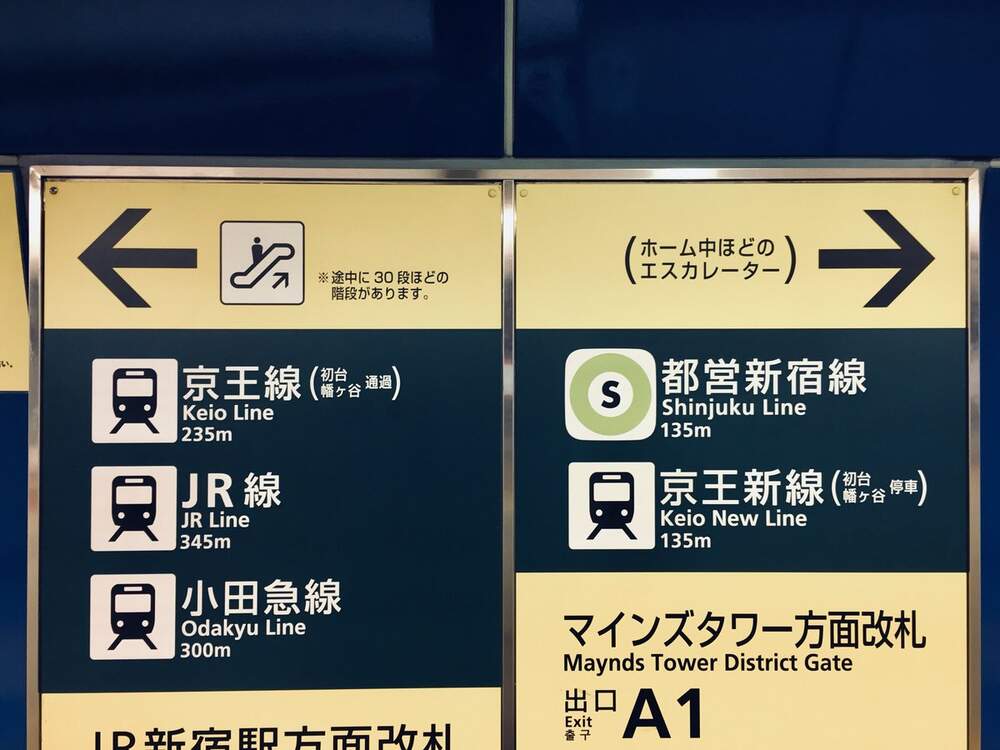 ※途中に30段ほどの
階段があります。
京王線(初台 幡ヶ谷 通過)
Keio Line
235m
JR線
JR Line
345m
小田急線
Odakyu Line
300m
JR新宿駅方面改札
(ホーム中ほどの
エスカレーター)
S
都営新宿線
Shinjuku Line
135m
京王新線(初台 幡ヶ谷 停車)
Keio New Line
135m
マインズタワー方面改札
Maynds Tower District Gate
出口
Exit
출구
A1